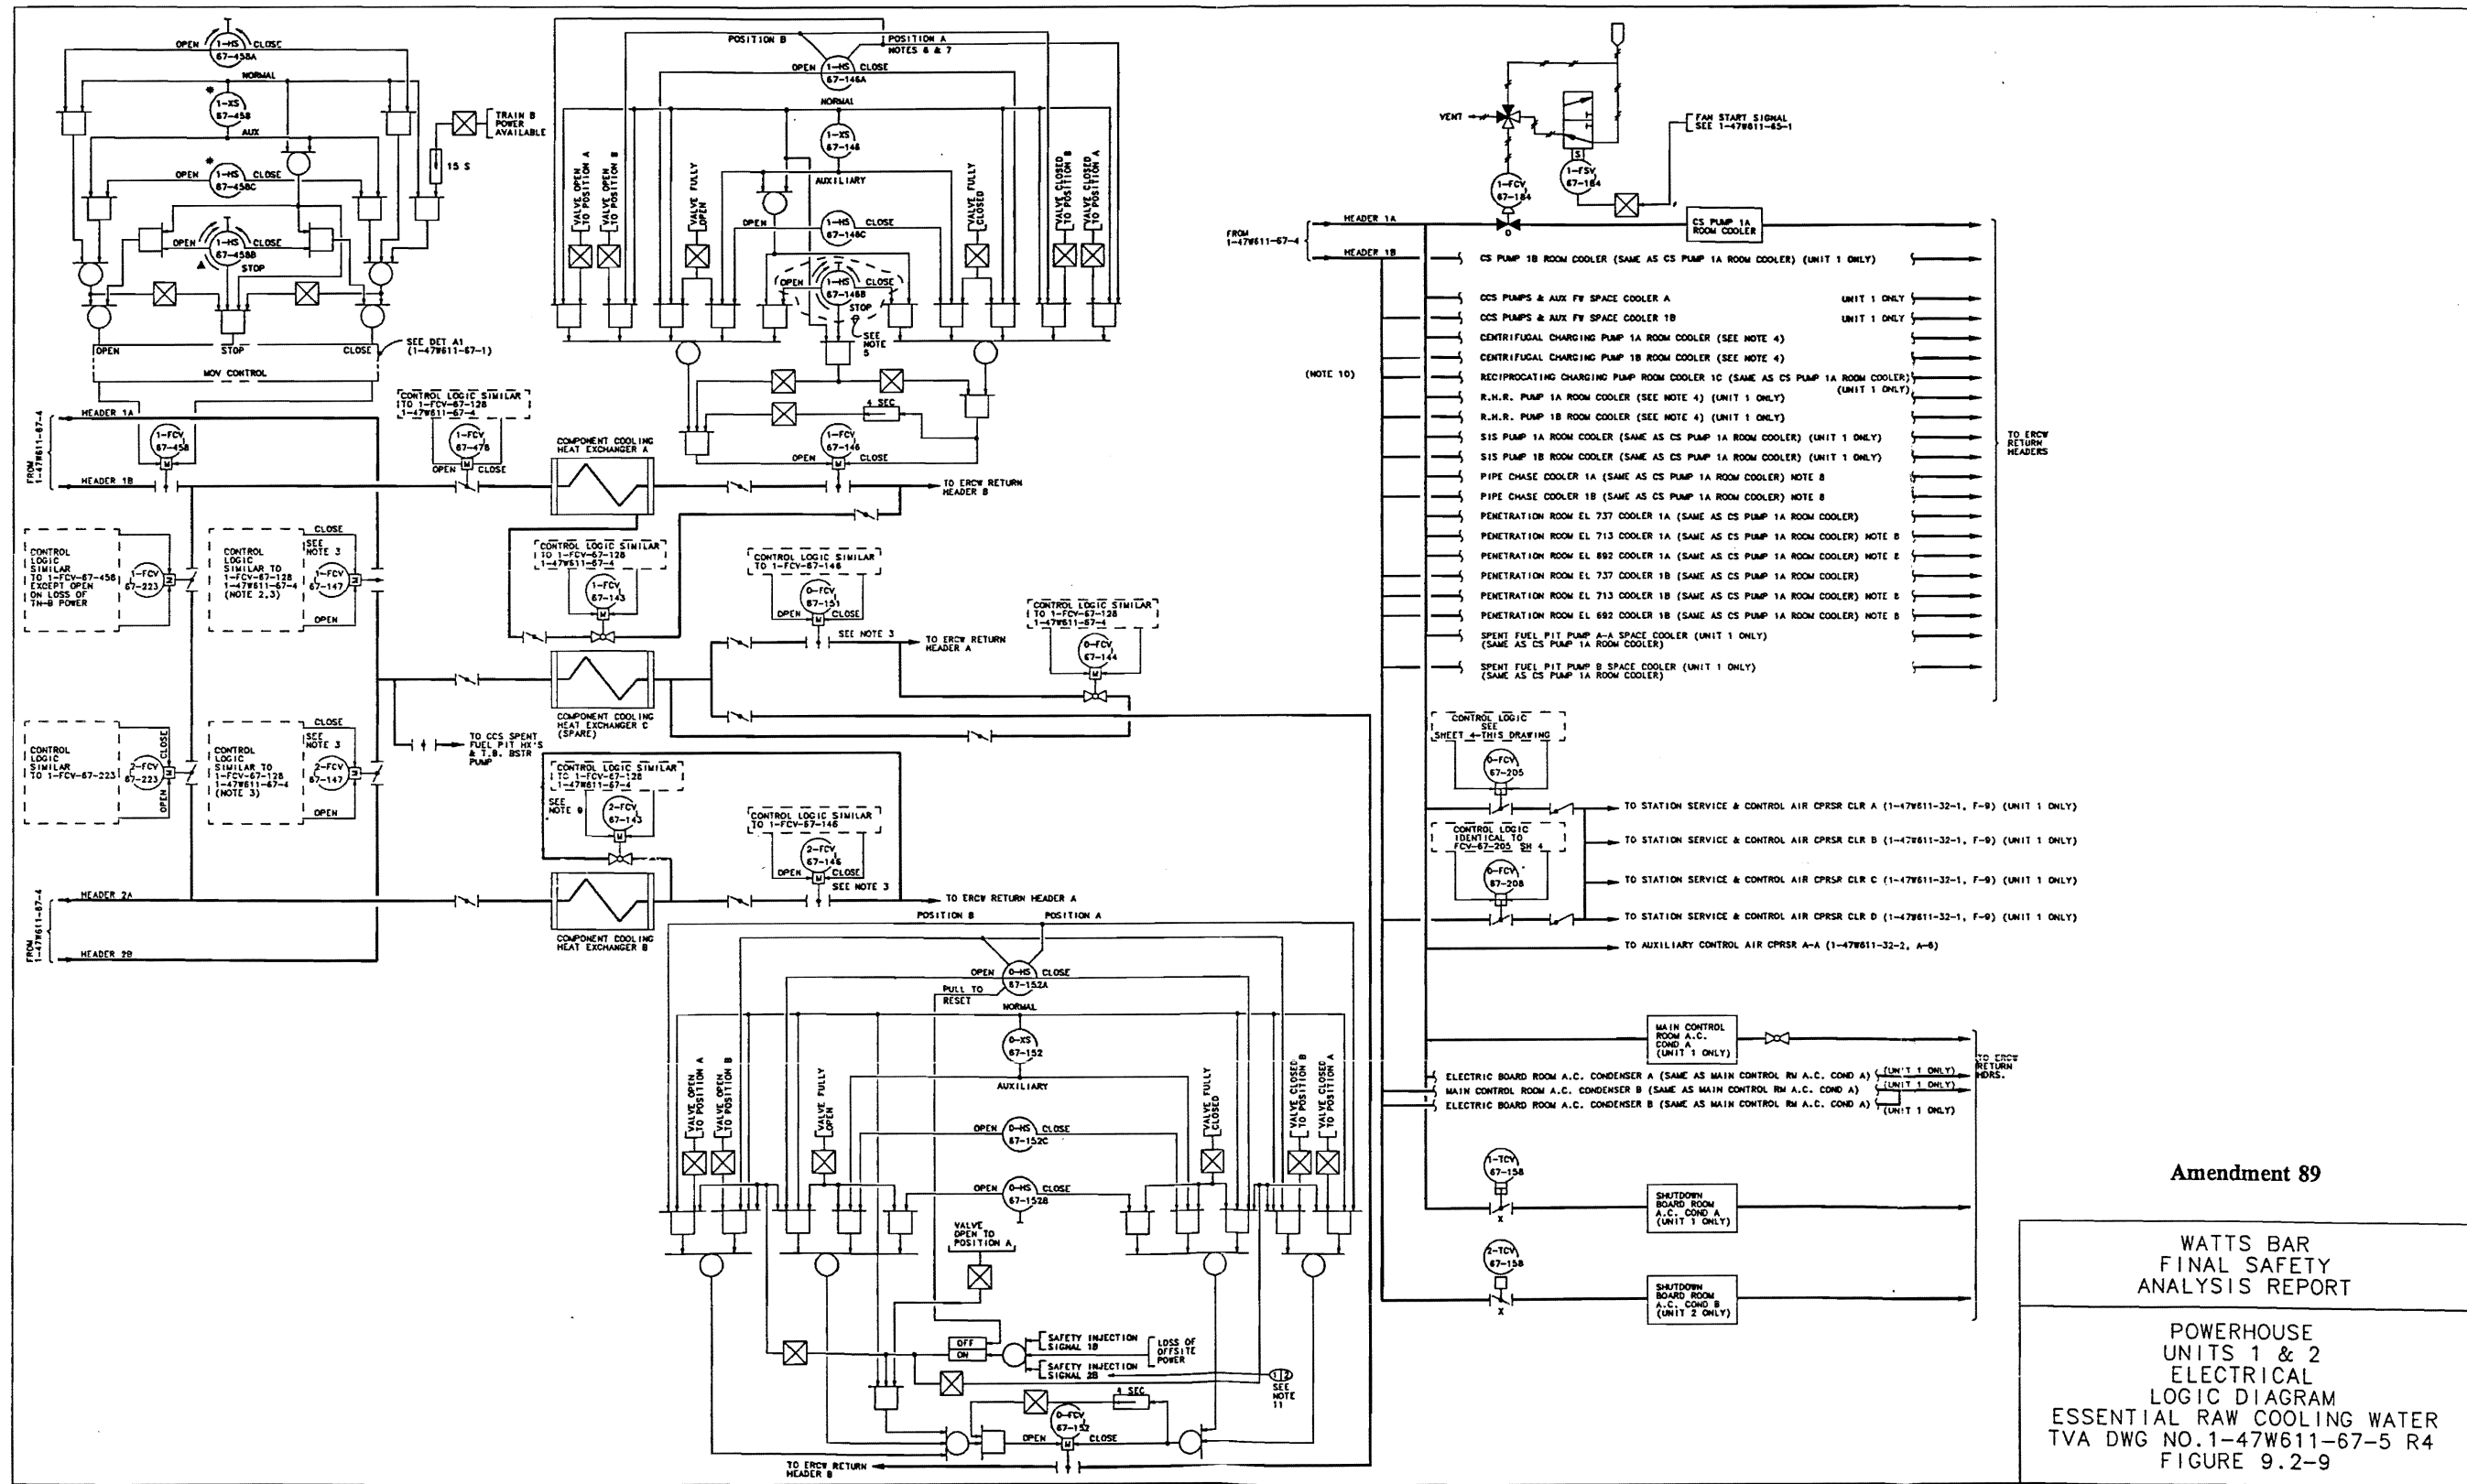 OPEN
1-HS
67-458A
CLOSE
NORMAL
*
1-XS
67-458
AUX
TRAIN B
POWER
AVAILABLE
15 S
*
OPEN
1-HS
67-458C
CLOSE
OPEN
1-HS
67-458B
CLOSE
STOP
OPEN
STOP
CLOSE
SEE DET A1
(1-47W611-67-1)
MOV CONTROL
POSITION B
POSITION A
NOTES 6 & 7
OPEN
1-HS
67-146A
CLOSE
NORMAL
1-XS
67-146
AUXILIARY
VALVE OPEN
TO POSITION A
VALVE OPEN
TO POSITION B
VALVE FULLY
OPEN
VALVE FULLY
CLOSED
VALVE CLOSED
TO POSITION B
VALVE CLOSED
TO POSITION A
OPEN
1-HS
67-146C
CLOSE
OPEN
1-HS
67-146B
CLOSE
STOP
SEE
NOTE
5
4 SEC
OPEN
1-FCV
67-146
M
CLOSE
FROM
1-47W611-67-4
HEADER 1A
1-FCV
67-458
M
HEADER 1B
CONTROL LOGIC SIMILAR
TO 1-FCV-67-128
1-47W611-67-4
1-FCV
67-478
M
OPEN
CLOSE
COMPONENT COOLING
HEAT EXCHANGER A
TO ERCW RETURN
HEADER B
CONTROL
LOGIC
SIMILAR
TO 1-FCV-67-458
EXCEPT OPEN
ON LOSS OF
TN-B POWER
1-FCV
67-223
M
CONTROL
LOGIC
SIMILAR TO
1-FCV-67-128
1-47W611-67-4
(NOTE 2,3)
CLOSE
SEE
NOTE 3
1-FCV
67-147
M
OPEN
CONTROL LOGIC SIMILAR
TO 1-FCV-67-128
1-47W611-67-4
1-FCV
67-143
M
CONTROL LOGIC SIMILAR
TO 1-FCV-67-146
0-FCV
67-151
M
OPEN
CLOSE
SEE NOTE 3
TO ERCW RETURN
HEADER A
CONTROL LOGIC SIMILAR
TO 1-FCV-67-128
1-47W611-67-4
0-FCV
67-144
M
COMPONENT COOLING
HEAT EXCHANGER C
(SPARE)
TO CCS SPENT
FUEL PIT HX'S
& T.B. BSTR
PUMP
CONTROL
LOGIC
SIMILAR
TO 1-FCV-67-223
CLOSE
2-FCV
67-223
M
OPEN
CONTROL
LOGIC
SIMILAR TO
1-FCV-67-128
1-47W611-67-4
(NOTE 3)
CLOSE
SEE
NOTE 3
2-FCV
67-147
M
OPEN
CONTROL LOGIC SIMILAR
TO 1-FCV-67-128
1-47W611-67-4
SEE
NOTE 9
2-FCV
67-143
M
CONTROL LOGIC SIMILAR
TO 1-FCV-67-146
2-FCV
67-146
M
OPEN
CLOSE
SEE NOTE 3
FROM
1-47W611-67-4
HEADER 2A
HEADER 2B
COMPONENT COOLING
HEAT EXCHANGER B
TO ERCW RETURN HEADER A
POSITION B
POSITION A
OPEN
0-HS
67-152A
CLOSE
PULL TO
RESET
NORMAL
0-XS
67-152
AUXILIARY
VALVE OPEN
TO POSITION A
VALVE OPEN
TO POSITION B
VALVE FULLY
OPEN
VALVE FULLY
CLOSED
VALVE CLOSED
TO POSITION B
VALVE CLOSED
TO POSITION A
OPEN
0-HS
67-152C
CLOSE
OPEN
0-HS
67-152B
CLOSE
VALVE
OPEN TO
POSITION A
OFF
ON
SAFETY INJECTION
SIGNAL 1B
SAFETY INJECTION
SIGNAL 2B
LOSS OF
OFFSITE
POWER
1 2
SEE
NOTE
11
4 SEC
0-FCV
67-152
M
OPEN
CLOSE
TO ERCW RETURN
HEADER B
VENT
S
FAN START SIGNAL
SEE 1-47W611-65-1
1-FCV
67-184
1-FSV
67-184
O
FROM
1-47W611-67-4
HEADER 1A
HEADER 1B
CS PUMP 1A
ROOM COOLER
CS PUMP 1B ROOM COOLER (SAME AS CS PUMP 1A ROOM COOLER) (UNIT 1 ONLY)
CCS PUMPS & AUX FW SPACE COOLER A UNIT 1 ONLY
CCS PUMPS & AUX FW SPACE COOLER 1B UNIT 1 ONLY
CENTRIFUGAL CHARGING PUMP 1A ROOM COOLER (SEE NOTE 4)
CENTRIFUGAL CHARGING PUMP 1B ROOM COOLER (SEE NOTE 4)
(NOTE 10)
RECIPROCATING CHARGING PUMP ROOM COOLER 1C (SAME AS CS PUMP 1A ROOM COOLER)
(UNIT 1 ONLY)
R.H.R. PUMP 1A ROOM COOLER (SEE NOTE 4) (UNIT 1 ONLY)
R.H.R. PUMP 1B ROOM COOLER (SEE NOTE 4) (UNIT 1 ONLY)
SIS PUMP 1A ROOM COOLER (SAME AS CS PUMP 1A ROOM COOLER) (UNIT 1 ONLY)
SIS PUMP 1B ROOM COOLER (SAME AS CS PUMP 1A ROOM COOLER) (UNIT 1 ONLY)
PIPE CHASE COOLER 1A (SAME AS CS PUMP 1A ROOM COOLER) NOTE 8
PIPE CHASE COOLER 1B (SAME AS CS PUMP 1A ROOM COOLER) NOTE 8
PENETRATION ROOM EL 737 COOLER 1A (SAME AS CS PUMP 1A ROOM COOLER)
PENETRATION ROOM EL 713 COOLER 1A (SAME AS CS PUMP 1A ROOM COOLER) NOTE 8
PENETRATION ROOM EL 692 COOLER 1A (SAME AS CS PUMP 1A ROOM COOLER) NOTE 8
PENETRATION ROOM EL 737 COOLER 1B (SAME AS CS PUMP 1A ROOM COOLER)
PENETRATION ROOM EL 713 COOLER 1B (SAME AS CS PUMP 1A ROOM COOLER) NOTE 8
PENETRATION ROOM EL 692 COOLER 1B (SAME AS CS PUMP 1A ROOM COOLER) NOTE 8
SPENT FUEL PIT PUMP A-A SPACE COOLER (UNIT 1 ONLY)
(SAME AS CS PUMP 1A ROOM COOLER)
SPENT FUEL PIT PUMP B SPACE COOLER (UNIT 1 ONLY)
(SAME AS CS PUMP 1A ROOM COOLER)
TO ERCW
RETURN
HEADERS
CONTROL LOGIC
SEE
SHEET 4-THIS DRAWING
0-FCV
67-205
TO STATION SERVICE & CONTROL AIR CPRSR CLR A (1-47W611-32-1, F-9) (UNIT 1 ONLY)
CONTROL LOGIC
IDENTICAL TO
FCV-67-205 SH 4
TO STATION SERVICE & CONTROL AIR CPRSR CLR B (1-47W611-32-1, F-9) (UNIT 1 ONLY)
0-FCV
67-208
TO STATION SERVICE & CONTROL AIR CPRSR CLR C (1-47W611-32-1, F-9) (UNIT 1 ONLY)
TO STATION SERVICE & CONTROL AIR CPRSR CLR D (1-47W611-32-1, F-9) (UNIT 1 ONLY)
TO AUXILIARY CONTROL AIR CPRSR A-A (1-47W611-32-2, A-6)
MAIN CONTROL
ROOM A.C.
COND A
(UNIT 1 ONLY)
TO ERCW
RETURN
HDRS.
ELECTRIC BOARD ROOM A.C. CONDENSER A (SAME AS MAIN CONTROL RM A.C. COND A) (UNIT 1 ONLY)
MAIN CONTROL ROOM A.C. CONDENSER B (SAME AS MAIN CONTROL RM A.C. COND A) (UNIT 1 ONLY)
ELECTRIC BOARD ROOM A.C. CONDENSER B (SAME AS MAIN CONTROL RM A.C. COND A) (UNIT 1 ONLY)
1-TCV
67-158
X
SHUTDOWN
BOARD ROOM
A.C. COND A
(UNIT 1 ONLY)
2-TCV
67-158
X
SHUTDOWN
BOARD ROOM
A.C. COND B
(UNIT 2 ONLY)
Amendment 89
WATTS BAR
FINAL SAFETY
ANALYSIS REPORT
POWERHOUSE
UNITS 1 & 2
ELECTRICAL
LOGIC DIAGRAM
ESSENTIAL RAW COOLING WATER
TVA DWG NO.1-47W611-67-5 R4
FIGURE 9.2-9